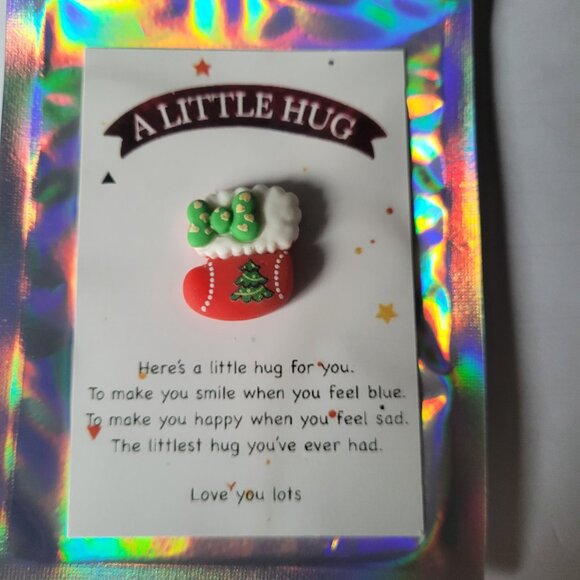 A LITTLE HUG
Here's a little hug for you.
To make you smile when you feel blue.
To make you happy when you feel sad.
The littlest hug you've ever had.
Love you lots